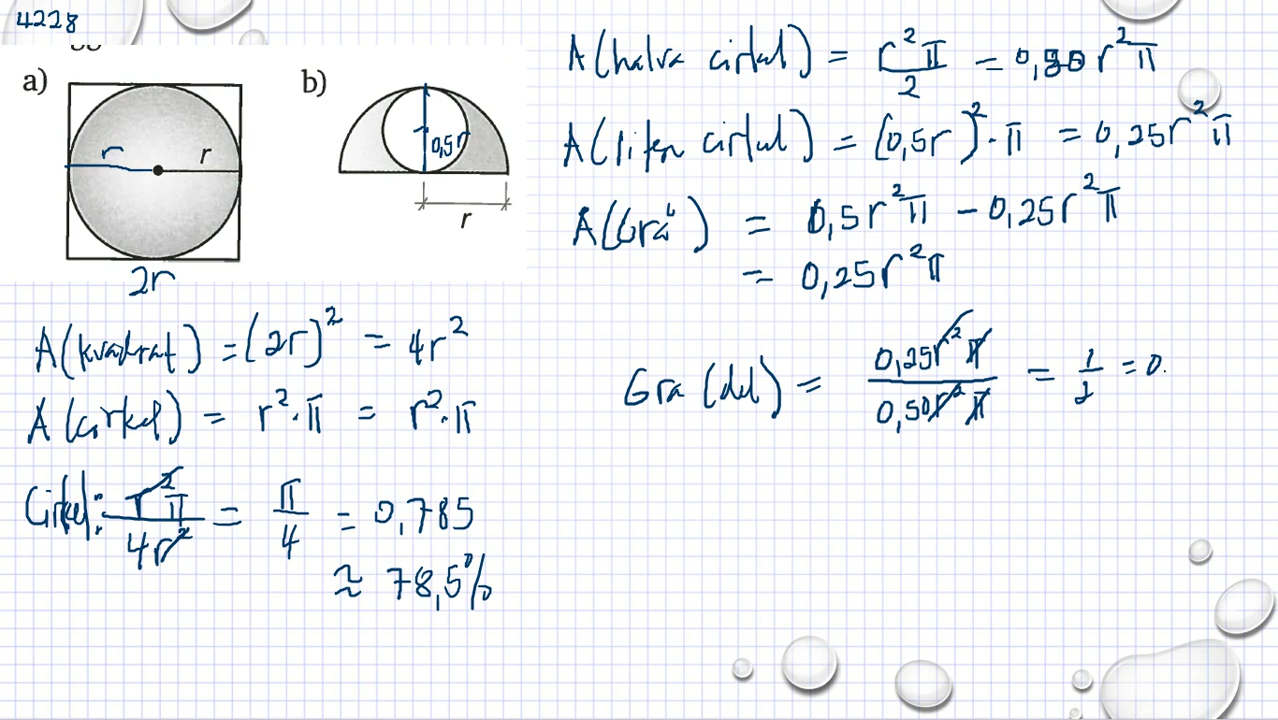 4228
a)
r
r
2r
b)
0,5r
r
A(kvadrat) = (2r)² = 4r²
A(cirkel) = r²·π = r²·π
Cirkel: r²π/4r² = π/4 = 0,785
≈ 78,5%
A(halva cirkel) = r²π/2 = 0,50r²π
A(liten cirkel) = (0,5r)²·π = 0,25r²π
A(Grå) = 0,5r²π - 0,25r²π
= 0,25r²π
Gra (del) = 0,25r²π/0,50r²π = 1/2 = 0.